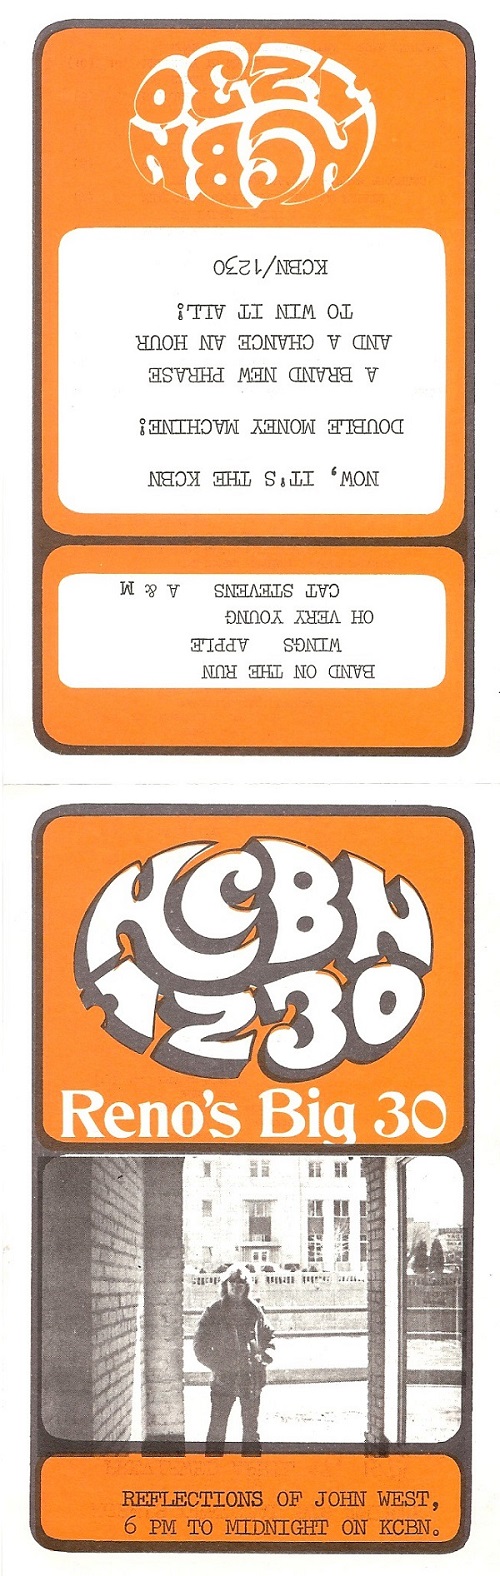 BAND ON THE RUN
WINGS APPLE
OH VERY YOUNG
CAT STEVENS A & M
NOW, IT'S THE KCBN
DOUBLE MONEY MACHINE!
A BRAND NEW PHRASE
AND A CHANCE AN HOUR
TO WIN IT ALL!
KCBN/1230
KCBN
1230
KCBN
1230
Reno's Big 30
REFLECTIONS OF JOHN WEST,
6 PM TO MIDNIGHT ON KCBN.